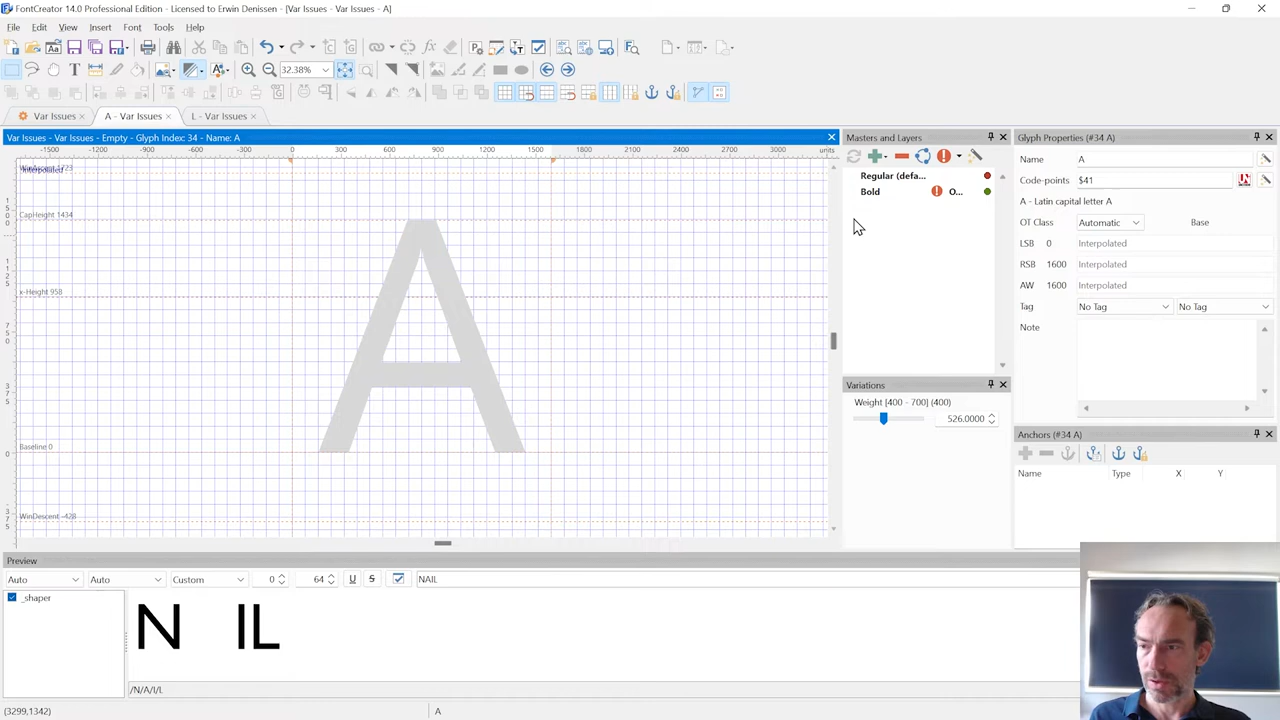 FontCreator 14.0 Professional Edition - Licensed to Erwin Denissen - [Var Issues - Var Issues - A]
File Edit View Insert Font Tools Help
32.38%
Var Issues A - Var Issues L - Var Issues
Var Issues - Var Issues - Empty - Glyph Index: 34 - Name: A
-1500 -1200 -900 -600 -300 0 300 600 900 1200 1500 1800 2100 2400 2700 3000 units
Interpolated
CapHeight 1434
x-Height 958
Baseline 0
WinDescent -428
A
Masters and Layers
Regular (defa...
Bold O...
Variations
Weight [400 - 700] (400)
526.0000
Glyph Properties (#34 A)
Name A
Code-points $41
A - Latin capital letter A
OT Class Automatic Base
LSB 0 Interpolated
RSB 1600 Interpolated
AW 1600 Interpolated
Tag No Tag No Tag
Note
Anchors (#34 A)
Name Type X Y
Preview
Auto Auto Custom 0 64 U S NAIL
_shaper
N IL
/N/A/I/L
(3299,1342) A